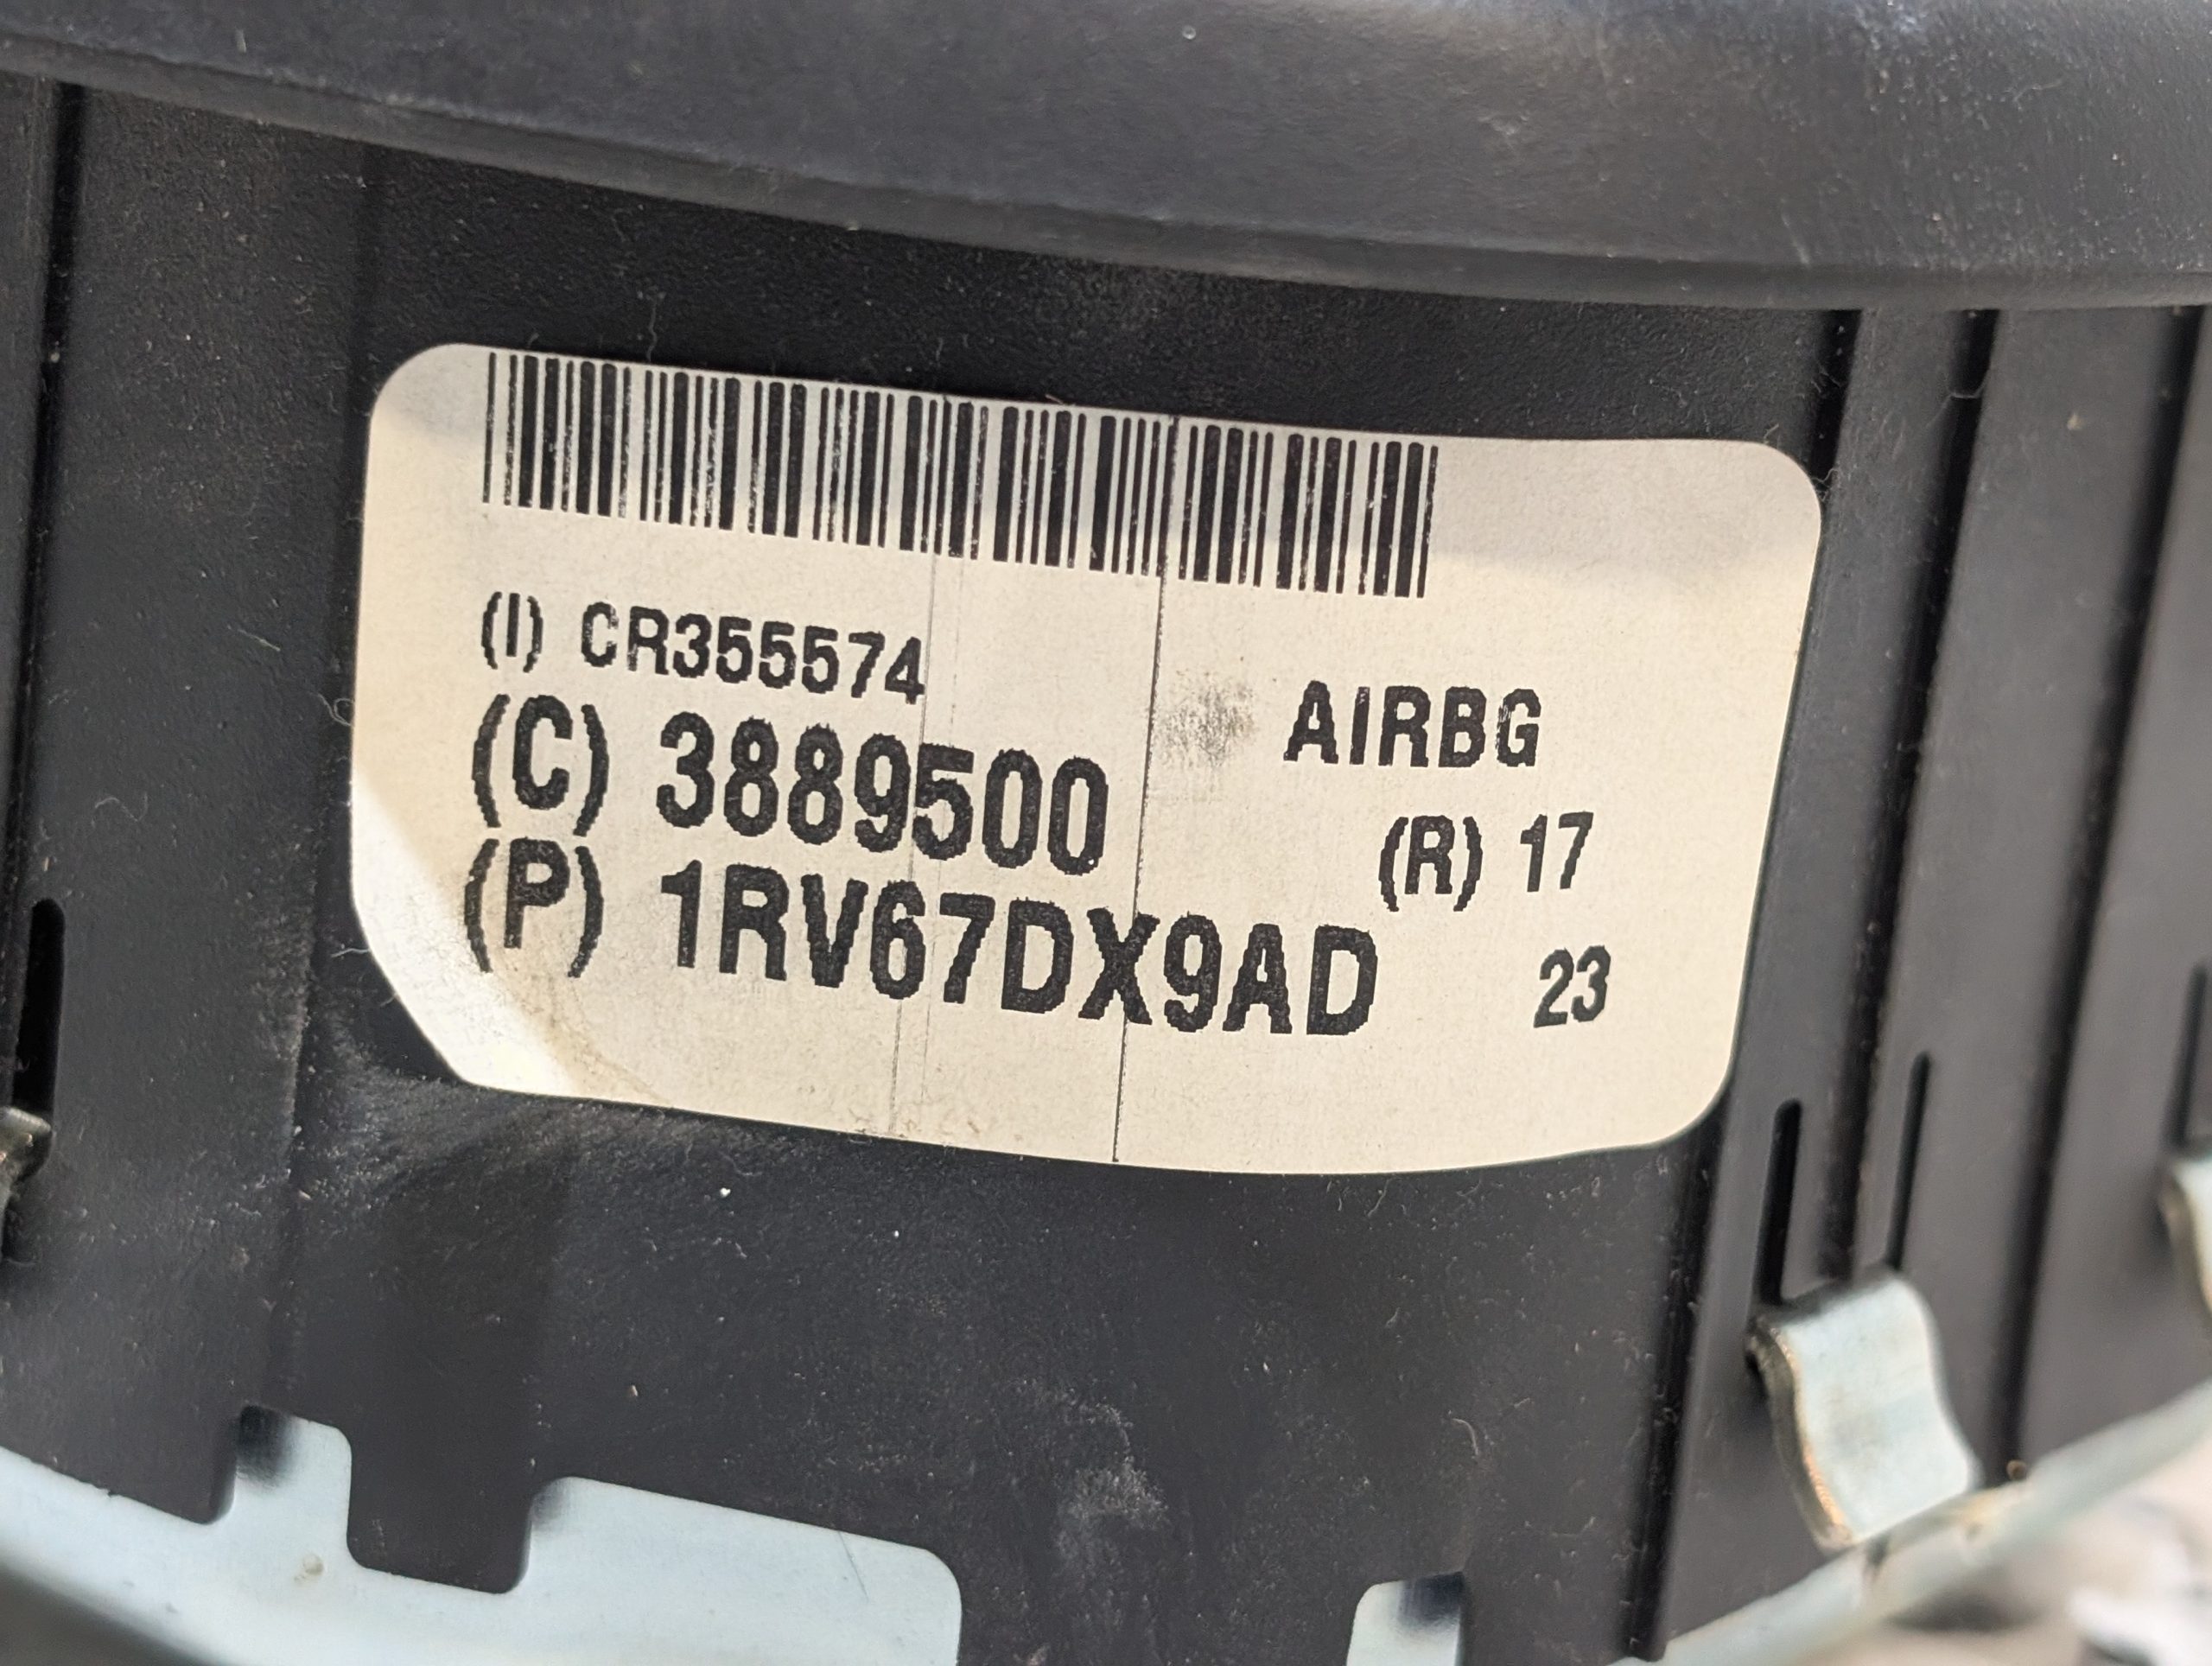 (I) CR355574
AIRBG
(C) 3889500
(R) 17
(P) 1RV67DX9AD
23